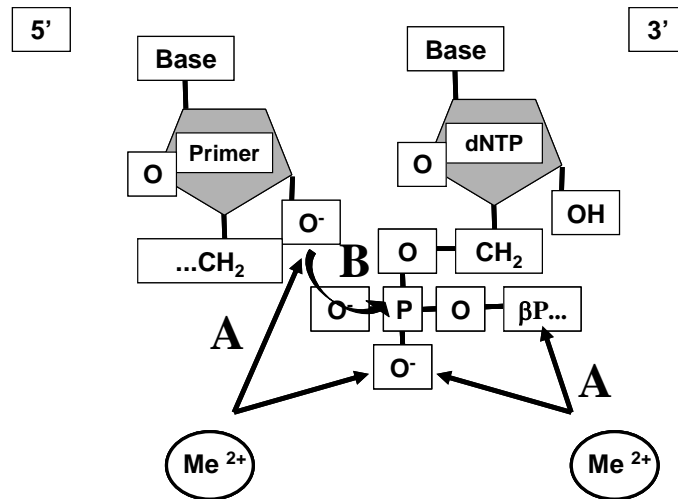 5’
3’
Base
Base
Primer
dNTP
O
O
O⁻
OH
...CH₂
B
O
CH₂
O⁻
P
O
βP...
A
O⁻
A
Me ²⁺
Me ²⁺